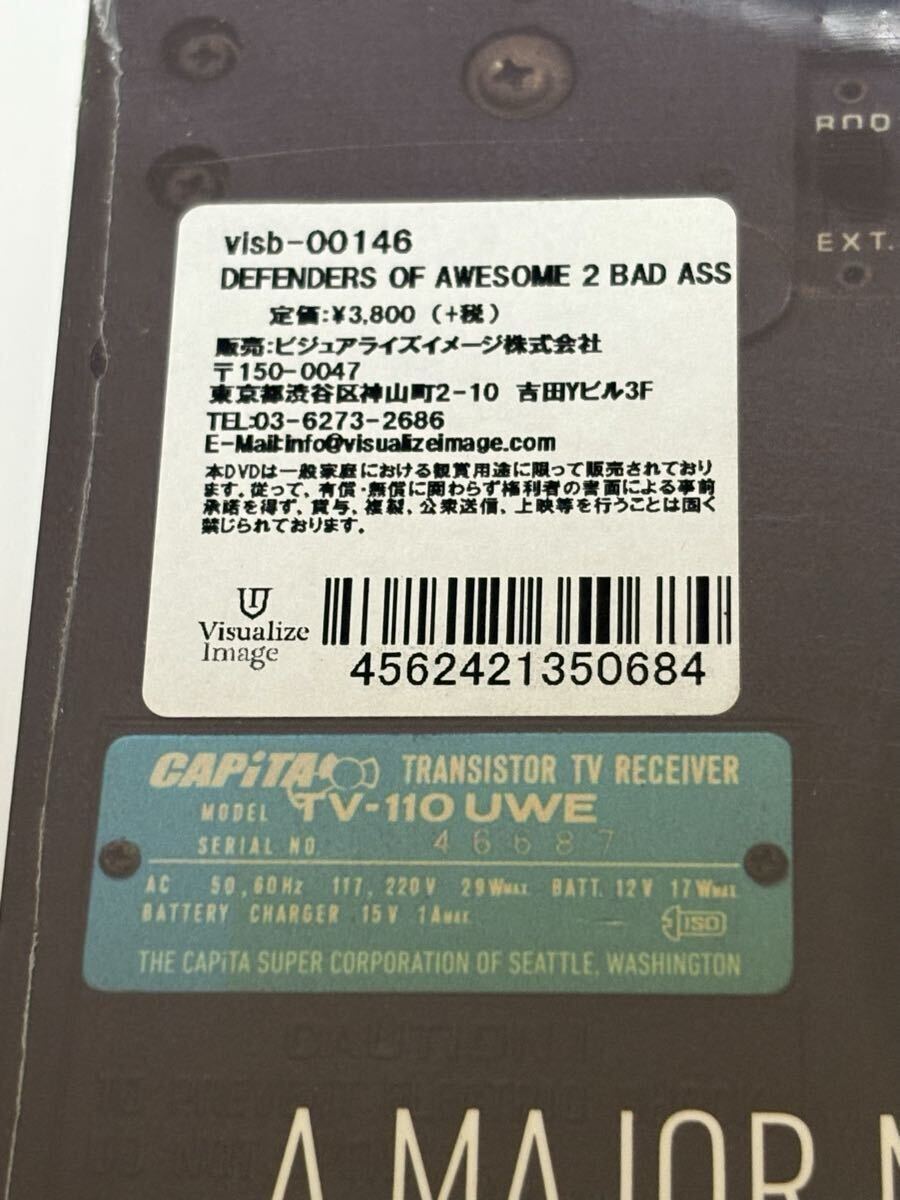 ROD
EXT.
visb-00146
DEFENDERS OF AWESOME 2 BAD ASS
定価:¥3,800 (+税)
販売:ビジュアライズイメージ株式会社
〒150-0047
東京都渋谷区神山町2-10 吉田Yビル3F
TEL:03-6273-2686
E-Mail:info@visualizeimage.com
本DVDは一般家庭における観賞用途に限って販売されており
ます。従って、有償・無償に関わらず権利者の書面による事前
承諾を得ず、貸与、複製、公衆送信、上映等を行うことは固く
禁じられております。
Visualize
Image
4562421350684
CAPiTA TRANSISTOR TV RECEIVER
MODEL TV-110 UWE
SERIAL NO. 46687
AC 50,60Hz 117, 220V 29WMAX. BATT. 12V 17WMAX.
BATTERY CHARGER 15V 1AMAX.
ISO
THE CAPiTA SUPER CORPORATION OF SEATTLE, WASHINGTON
CAUTION
A MAJOR